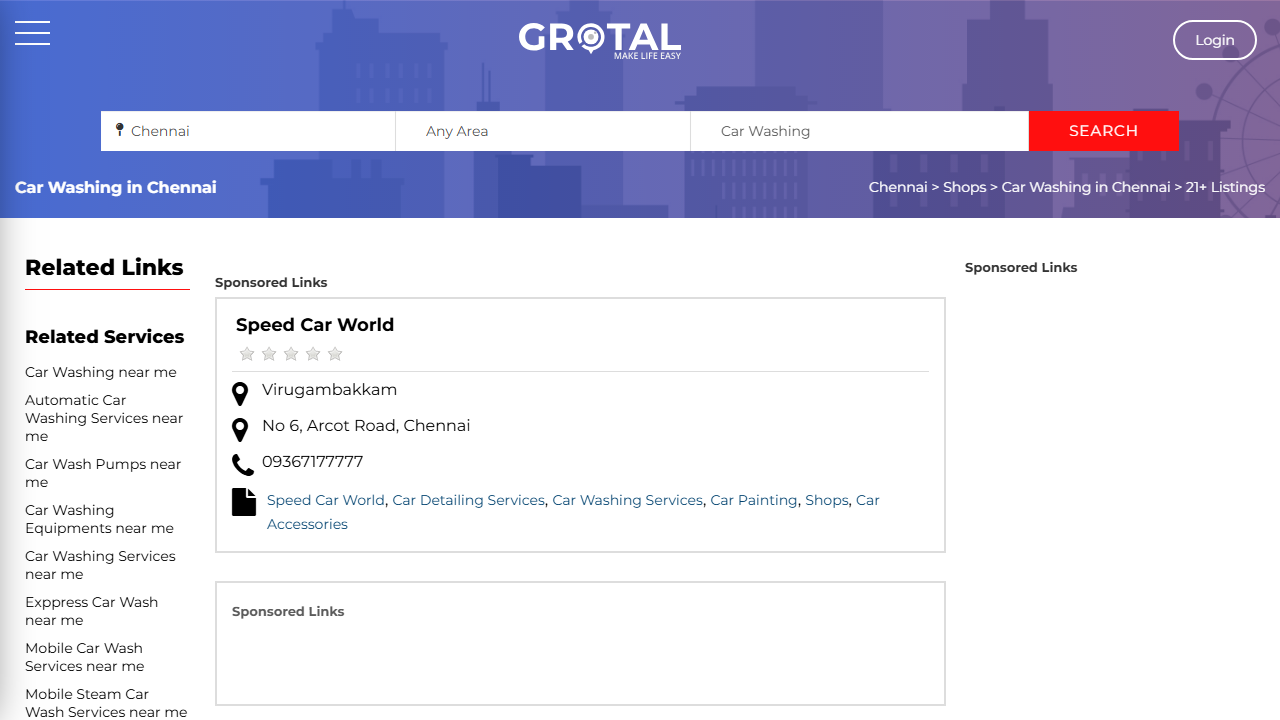 GROTAL
MAKE LIFE EASY
Login
Chennai
Any Area
Car Washing
SEARCH
Car Washing in Chennai
Chennai > Shops > Car Washing in Chennai > 21+ Listings
Related Links
Related Services
Car Washing near me
Automatic Car
Washing Services near
me
Car Wash Pumps near
me
Car Washing
Equipments near me
Car Washing Services
near me
Exppress Car Wash
near me
Mobile Car Wash
Services near me
Mobile Steam Car
Wash Services near me
Sponsored Links
Speed Car World
Virugambakkam
No 6, Arcot Road, Chennai
09367177777
Speed Car World, Car Detailing Services, Car Washing Services, Car Painting, Shops, Car
Accessories
Sponsored Links
Sponsored Links